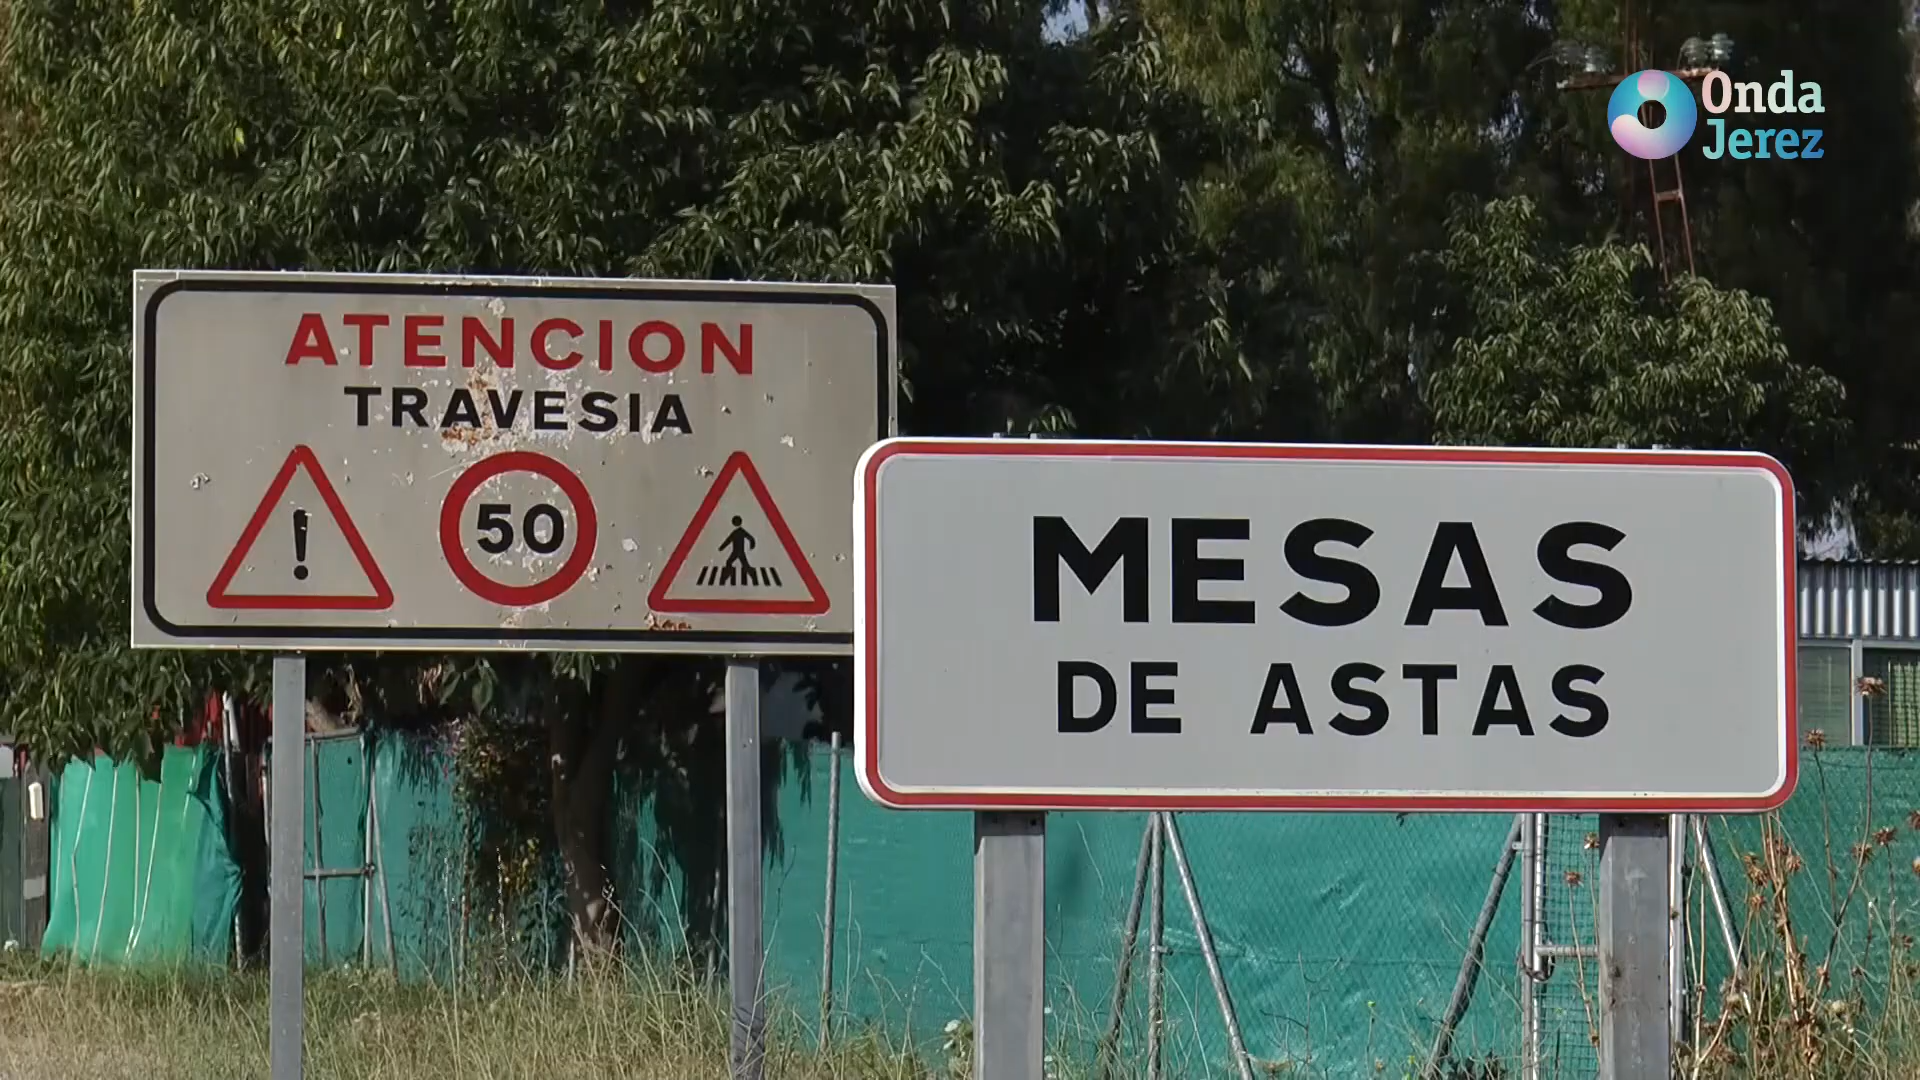 Onda
Jerez
ATENCION
TRAVESIA
50
MESAS
DE ASTAS